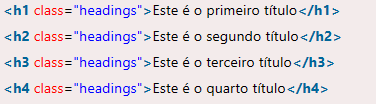 <h1 class="headings">Este é o primeiro título</h1>
<h2 class="headings">Este é o segundo título</h2>
<h3 class="headings">Este é o terceiro título</h3>
<h4 class="headings">Este é o quarto título</h4>